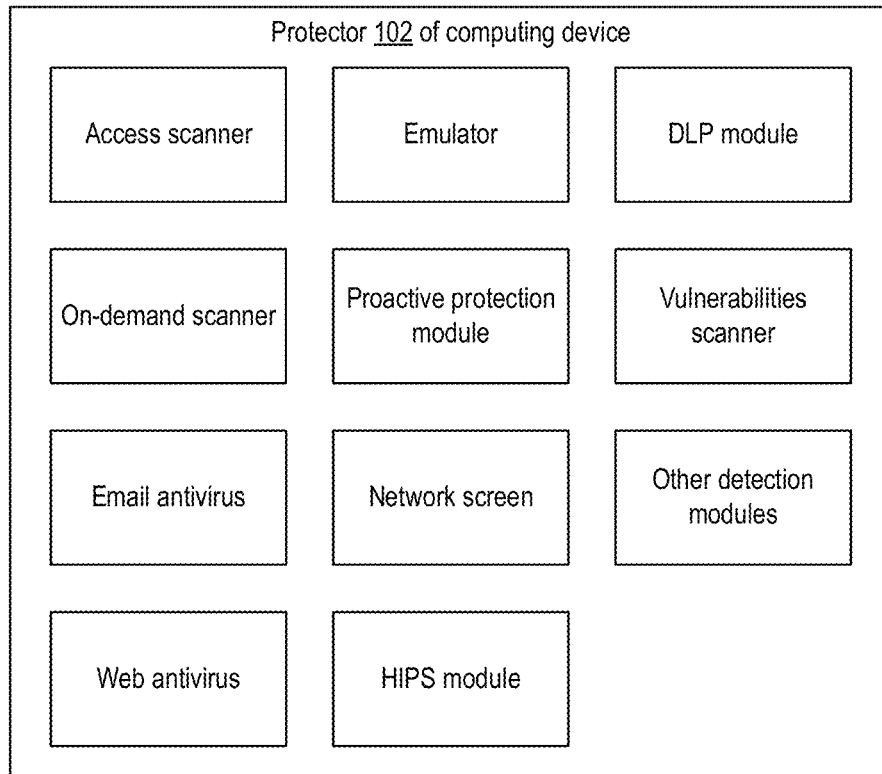 Protector 102 of computing device
Access scanner
Emulator
DLP module
On-demand scanner
Proactive protection
module
Vulnerabilities
scanner
Email antivirus
Network screen
Other detection
modules
Web antivirus
HIPS module